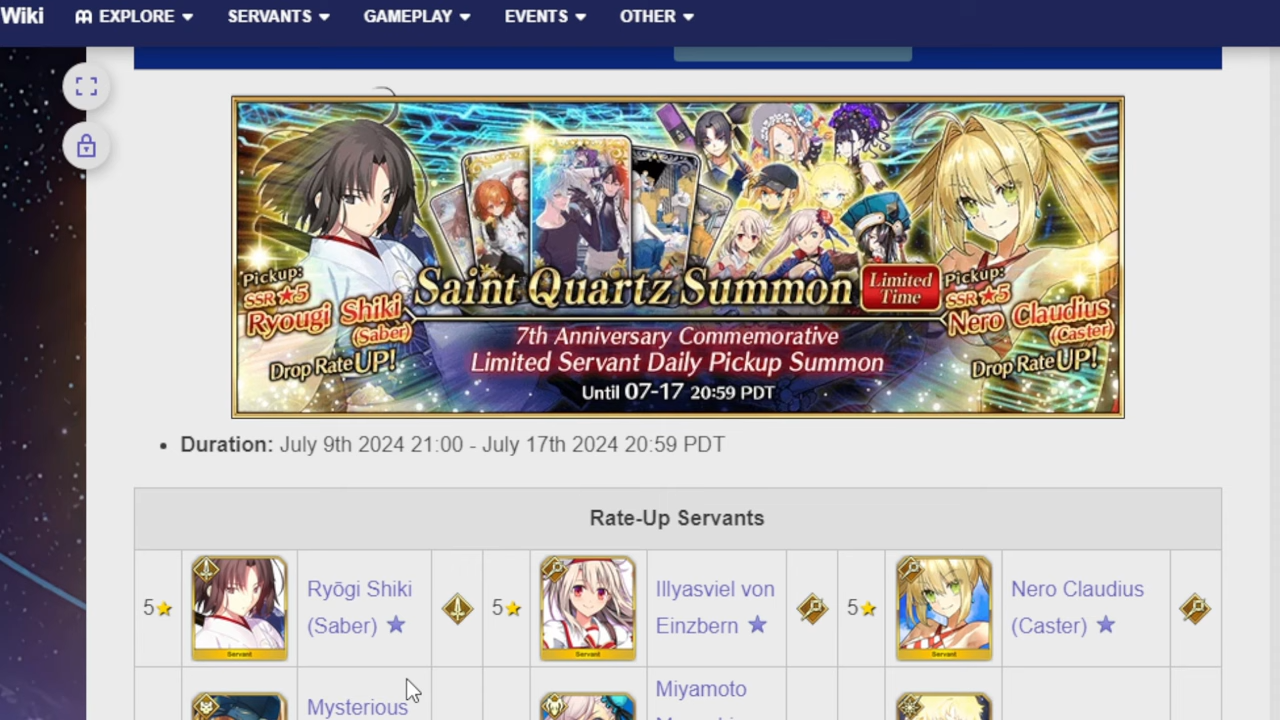 Wiki EXPLORE SERVANTS GAMEPLAY EVENTS OTHER
Pickup:
SSR ★5
Ryougi Shiki
(Saber)
Drop Rate UP!
Saint Quartz Summon
Limited
Time
7th Anniversary Commemorative
Limited Servant Daily Pickup Summon
Until 07-17 20:59 PDT
Pickup:
SSR ★5
Nero Claudius
(Caster)
Drop Rate UP!
• Duration: July 9th 2024 21:00 - July 17th 2024 20:59 PDT
Rate-Up Servants
5★ Servant
Ryōgi Shiki
(Saber) ★
5★ Servant
Illyasviel von
Einzbern ★
5★ Servant
Nero Claudius
(Caster) ★
Mysterious
Miyamoto